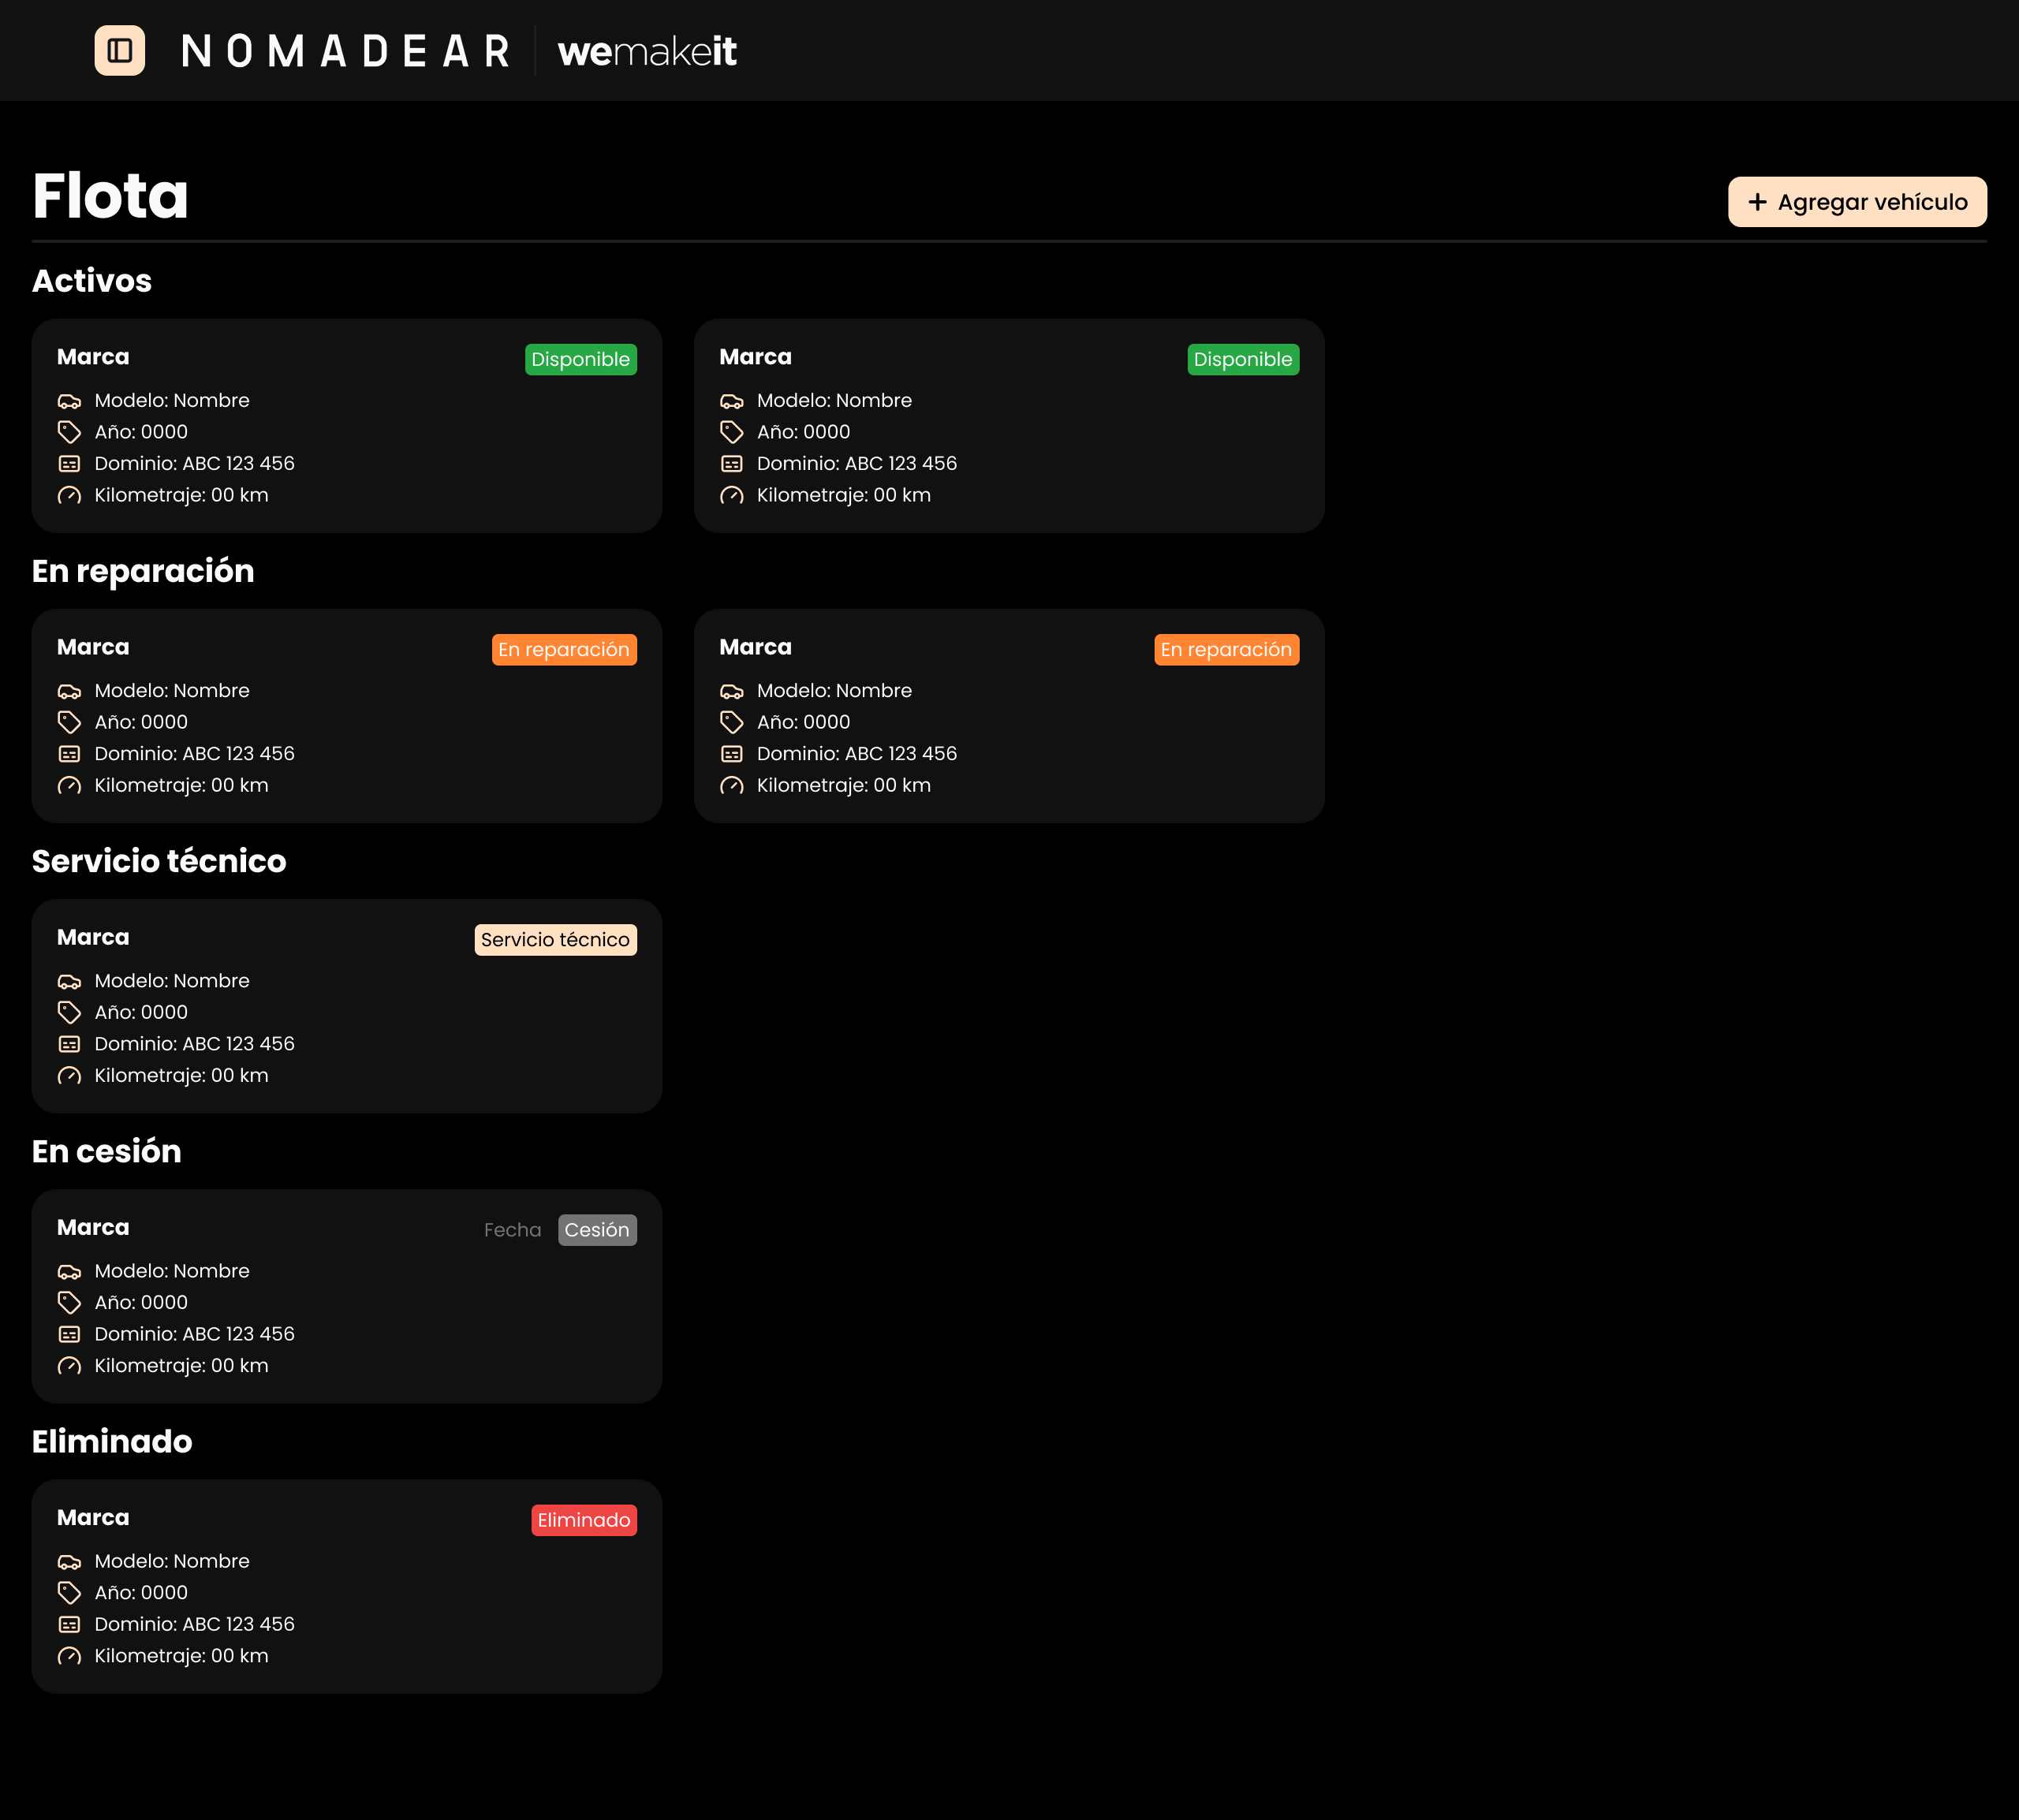 NOMADEAR wemakeit
Flota
+ Agregar vehículo
Activos
Marca Disponible
Modelo: Nombre
Año: 0000
Dominio: ABC 123 456
Kilometraje: 00 km
Marca Disponible
Modelo: Nombre
Año: 0000
Dominio: ABC 123 456
Kilometraje: 00 km
En reparación
Marca En reparación
Modelo: Nombre
Año: 0000
Dominio: ABC 123 456
Kilometraje: 00 km
Marca En reparación
Modelo: Nombre
Año: 0000
Dominio: ABC 123 456
Kilometraje: 00 km
Servicio técnico
Marca Servicio técnico
Modelo: Nombre
Año: 0000
Dominio: ABC 123 456
Kilometraje: 00 km
En cesión
Marca Fecha Cesión
Modelo: Nombre
Año: 0000
Dominio: ABC 123 456
Kilometraje: 00 km
Eliminado
Marca Eliminado
Modelo: Nombre
Año: 0000
Dominio: ABC 123 456
Kilometraje: 00 km